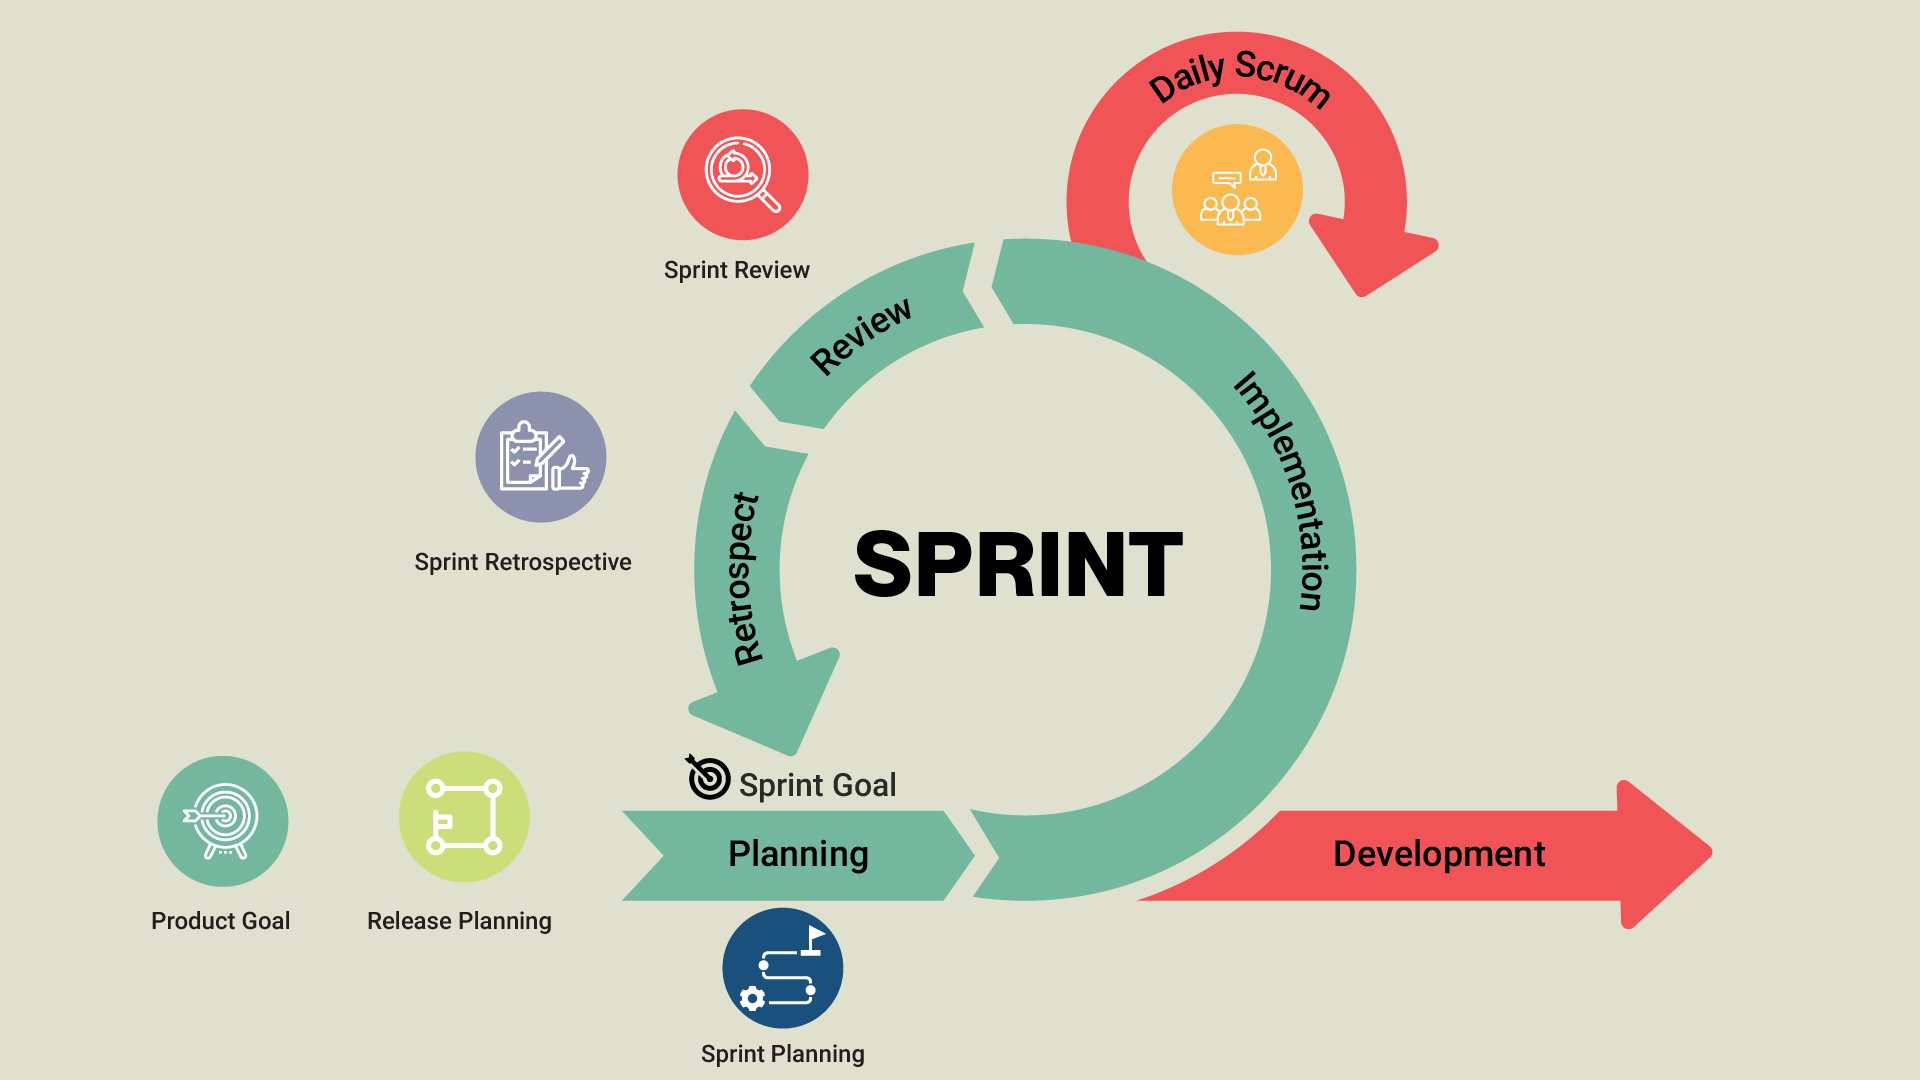 Daily Scrum
Sprint Review
Review
Implementation
Sprint Retrospective
Retrospect
SPRINT
Sprint Goal
Planning
Development
Product Goal
Release Planning
Sprint Planning